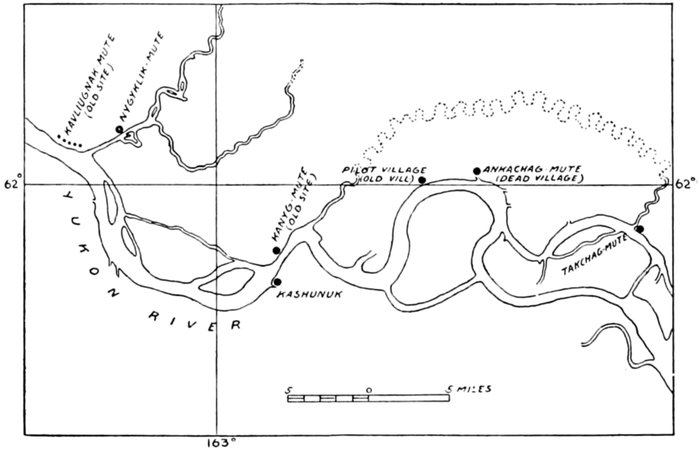 KAVLIUGNAK MUTE
(OLD SITE)
NYGYKLIK-MUTE
62°
PILOT VILLAGE
(OLD VILL)
ANKACHAG-MUTE
(DEAD VILLAGE)
62°
KANYG-MUTE
(OLD SITE)
TAKCHAG-MUTE
KASHUNUK
YUKON RIVER
5 0 5 MILES
163°